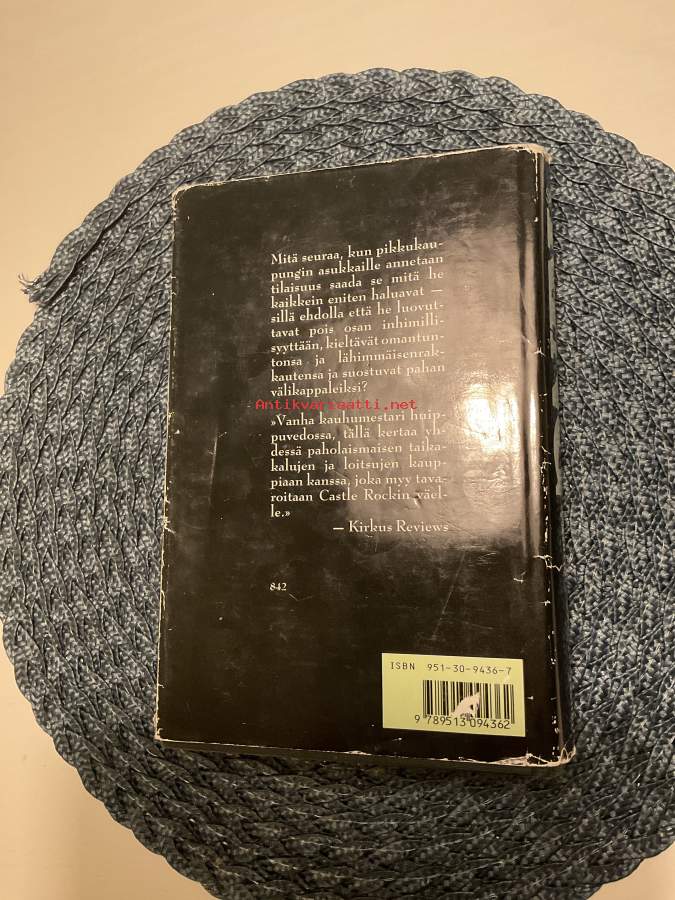 Mitä seuraa, kun pikkukau-
pungin asukkaille annetaan
tilaisuus saada se mitä he
kaikkein eniten haluavat —
sillä ehdolla että he luovut-
tavat pois osan inhimilli-
syyttään, kieltävät omantun-
tonsa ja lähimmäisenrak-
kautensa ja suostuvat pahan
välikappaleiksi?
Antikvariaatti.net
»Vanha kauhumestari huip-
puvedossa, tällä kertaa yh-
dessä paholaismaisen taika-
kalujen ja loitsujen kaup-
piaan kanssa, joka myy tava-
roitaan Castle Rockin väel-
le.»
— Kirkus Reviews
842
ISBN 951-30-9436-7
9 789513 094362